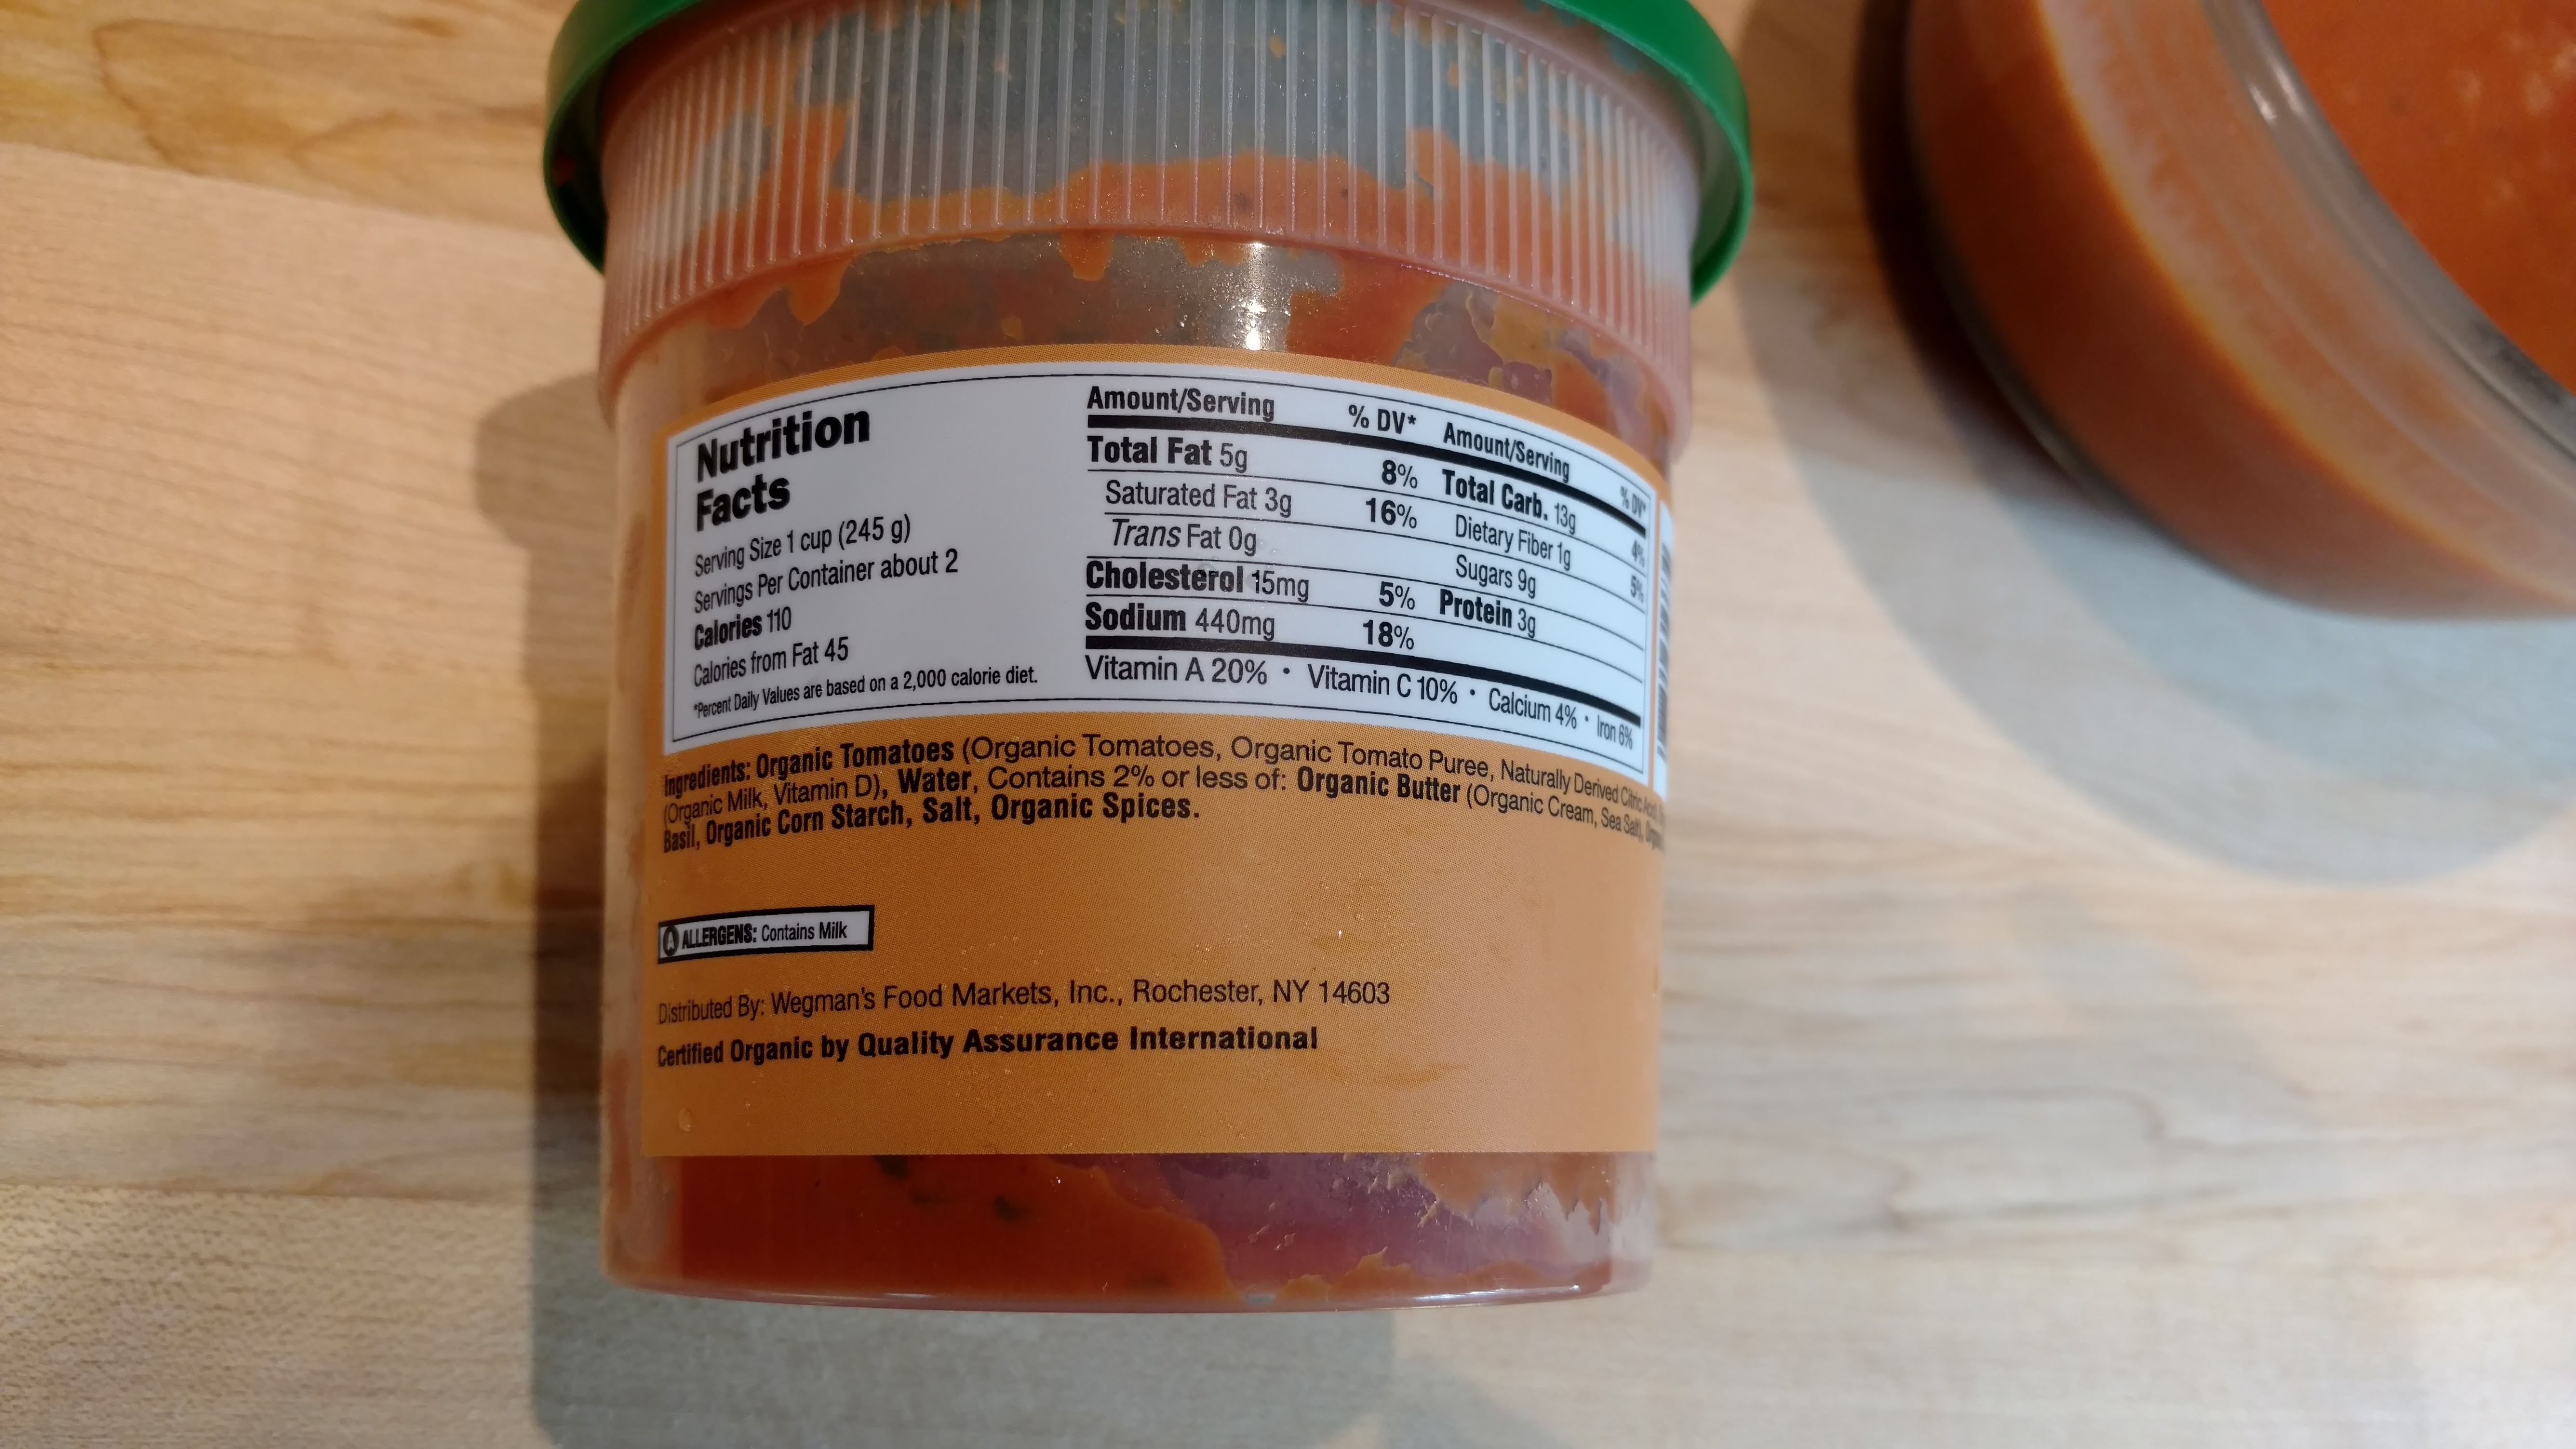 Nutrition
Facts
Serving Size 1 cup (245 g)
Servings Per Container about 2
Calories 110
Calories from Fat 45
*Percent Daily Values are based on a 2,000 calorie diet.
Amount/Serving % DV*
Total Fat 5g 8%
Saturated Fat 3g 16%
Trans Fat 0g
Cholesterol 15mg 5%
Sodium 440mg 18%
Amount/Serving % DV*
Total Carb. 13g 4%
Dietary Fiber 1g 5%
Sugars 9g
Protein 3g
Vitamin A 20% • Vitamin C 10% • Calcium 4% • Iron 6%
Ingredients: Organic Tomatoes (Organic Tomatoes, Organic Tomato Puree, Naturally Derived Citric Acid),
(Organic Milk, Vitamin D), Water, Contains 2% or less of: Organic Butter (Organic Cream, Sea Salt),
Basil, Organic Corn Starch, Salt, Organic Spices.
A ALLERGENS: Contains Milk
Distributed By: Wegman's Food Markets, Inc., Rochester, NY 14603
Certified Organic by Quality Assurance International